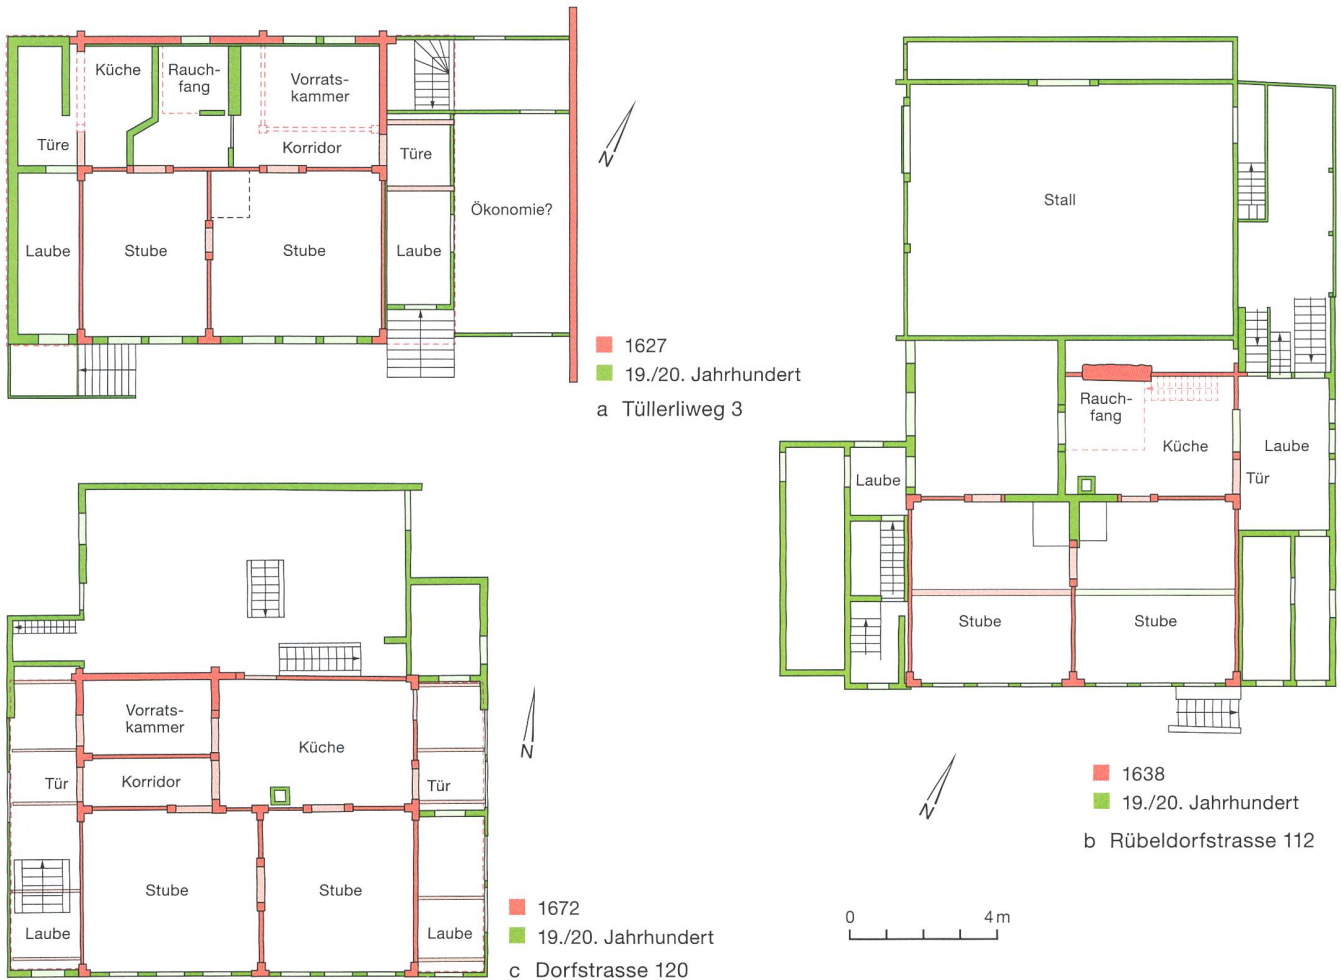 Küche
Rauch-
fang
Vorrats-
kammer
Türe
Korridor
Türe
Laube
Stube
Stube
Laube
Ökonomie?
N
1627
19./20. Jahrhundert
a Tüllerliweg 3
Stall
Rauch-
fang
Küche
Laube
Laube
Tür
Stube
Stube
N
1638
19./20. Jahrhundert
b Rübeldorfstrasse 112
Vorrats-
kammer
Küche
Tür
Korridor
Tür
Stube
Stube
Laube
Laube
N
1672
19./20. Jahrhundert
c Dorfstrasse 120
0 4 m